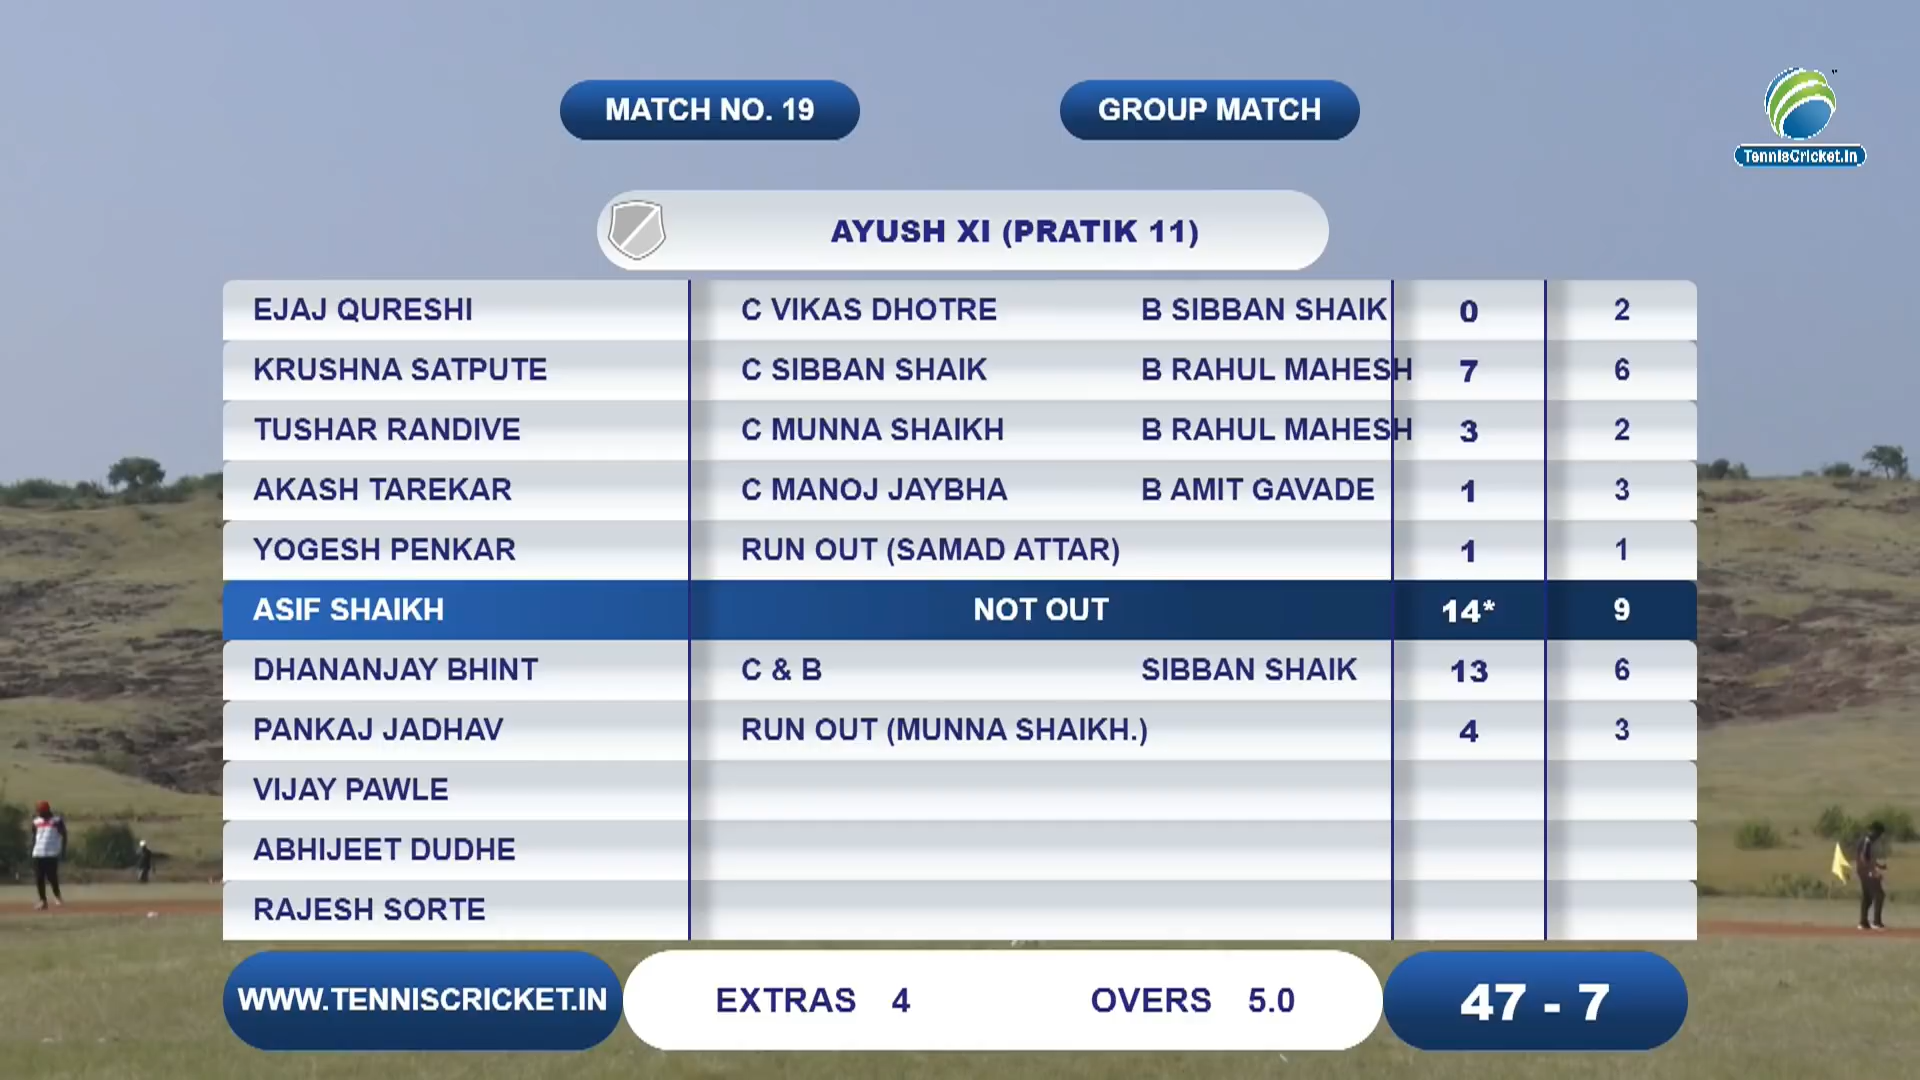 MATCH NO. 19 GROUP MATCH
TennisCricket.in
AYUSH XI (PRATIK 11)
EJAJ QURESHI C VIKAS DHOTRE B SIBBAN SHAIK 0 2
KRUSHNA SATPUTE C SIBBAN SHAIK B RAHUL MAHESH 7 6
TUSHAR RANDIVE C MUNNA SHAIKH B RAHUL MAHESH 3 2
AKASH TAREKAR C MANOJ JAYBHA B AMIT GAVADE 1 3
YOGESH PENKAR RUN OUT (SAMAD ATTAR) 1 1
ASIF SHAIKH NOT OUT 14* 9
DHANANJAY BHINT C & B SIBBAN SHAIK 13 6
PANKAJ JADHAV RUN OUT (MUNNA SHAIKH.) 4 3
VIJAY PAWLE
ABHIJEET DUDHE
RAJESH SORTE
WWW.TENNISCRICKET.IN EXTRAS 4 OVERS 5.0 47 - 7